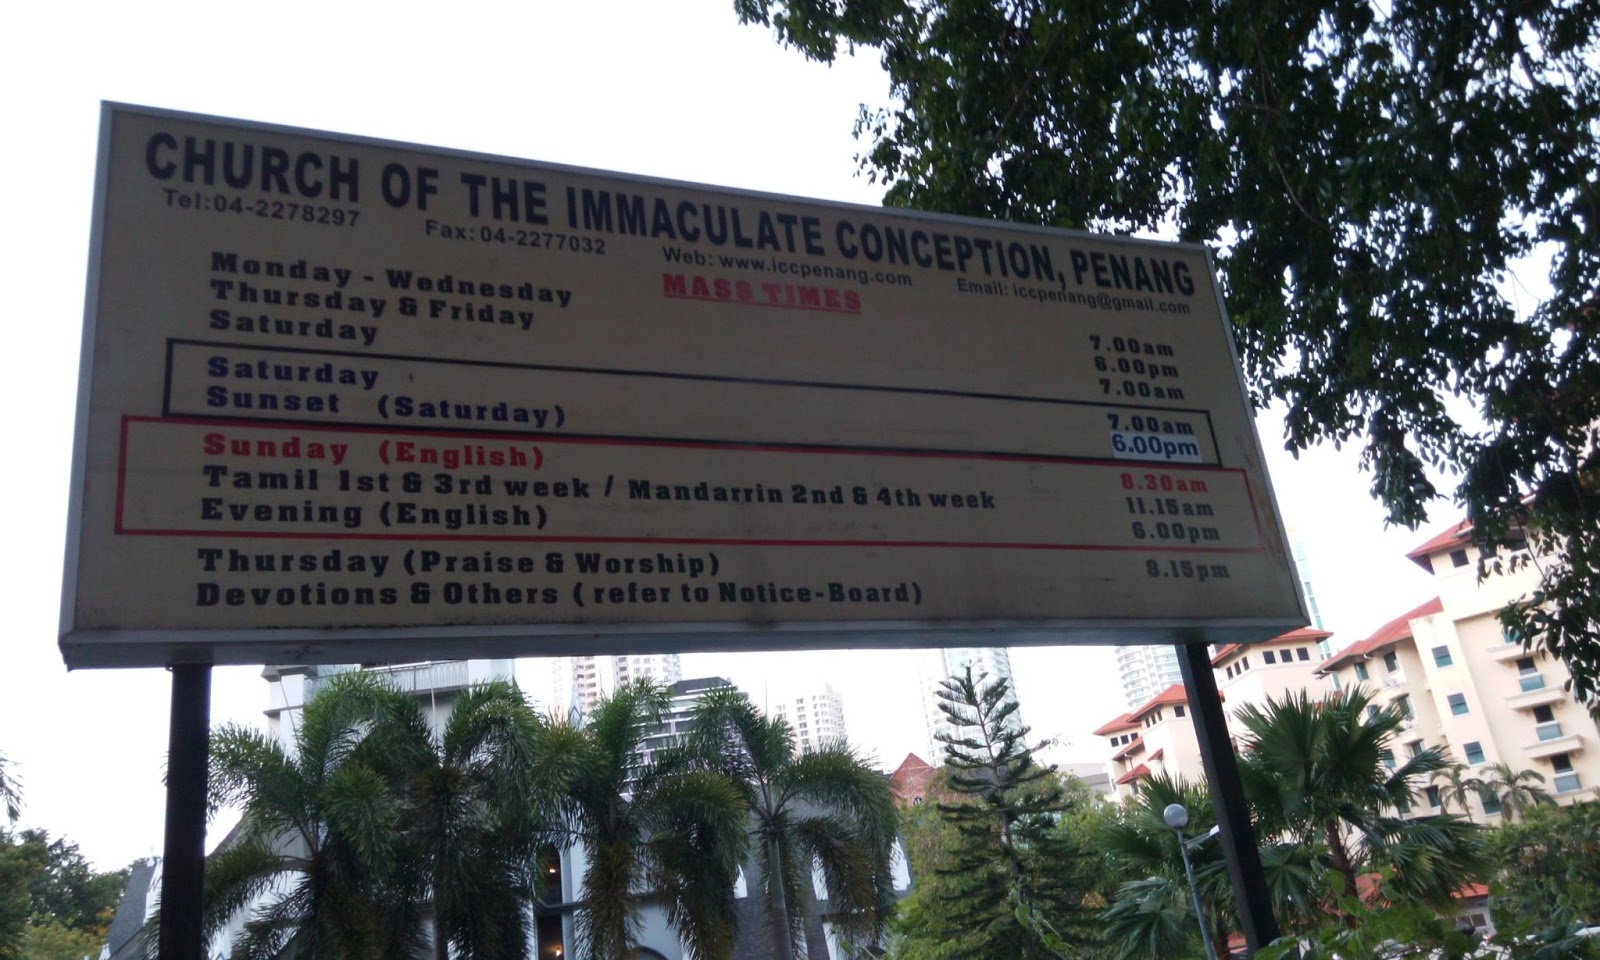 CHURCH OF THE IMMACULATE CONCEPTION, PENANG
Tel:04-2278297 Fax: 04-2277032 Web: www.iccpenang.com Email: iccpenang@gmail.com
MASS TIMES
Monday - Wednesday 7.00am
Thursday & Friday 6.00pm
Saturday 7.00am
Saturday 7.00am
Sunset (Saturday) 6.00pm
Sunday (English) 8.30am
Tamil 1st & 3rd week / Mandarrin 2nd & 4th week 11.15am
Evening (English) 6.00pm
Thursday (Praise & Worship) 8.15pm
Devotions & Others ( refer to Notice-Board)